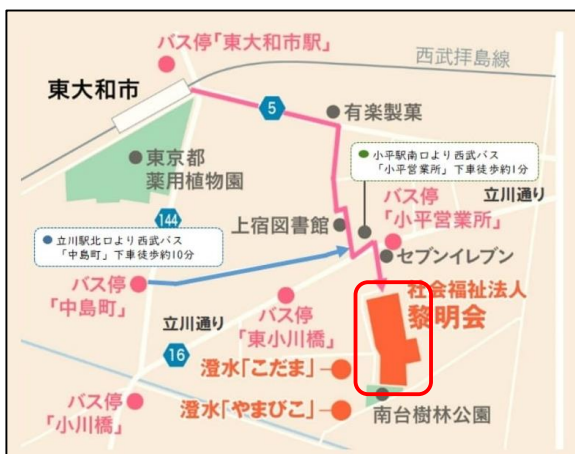 バス停「東大和市駅」
西武拝島線
東大和市
5
有楽製菓
東京都
薬用植物園
小平駅南口より西武バス
「小平営業所」下車徒歩約1分
バス停
「小平営業所」
立川通り
144
上宿図書館
立川駅北口より西武バス
「中島町」下車徒歩約10分
セブンイレブン
バス停
「中島町」
社会福祉法人
黎明会
立川通り
バス停
「東小川橋」
16
澄水「こだま」
バス停
「小川橋」
澄水「やまびこ」
南台樹林公園